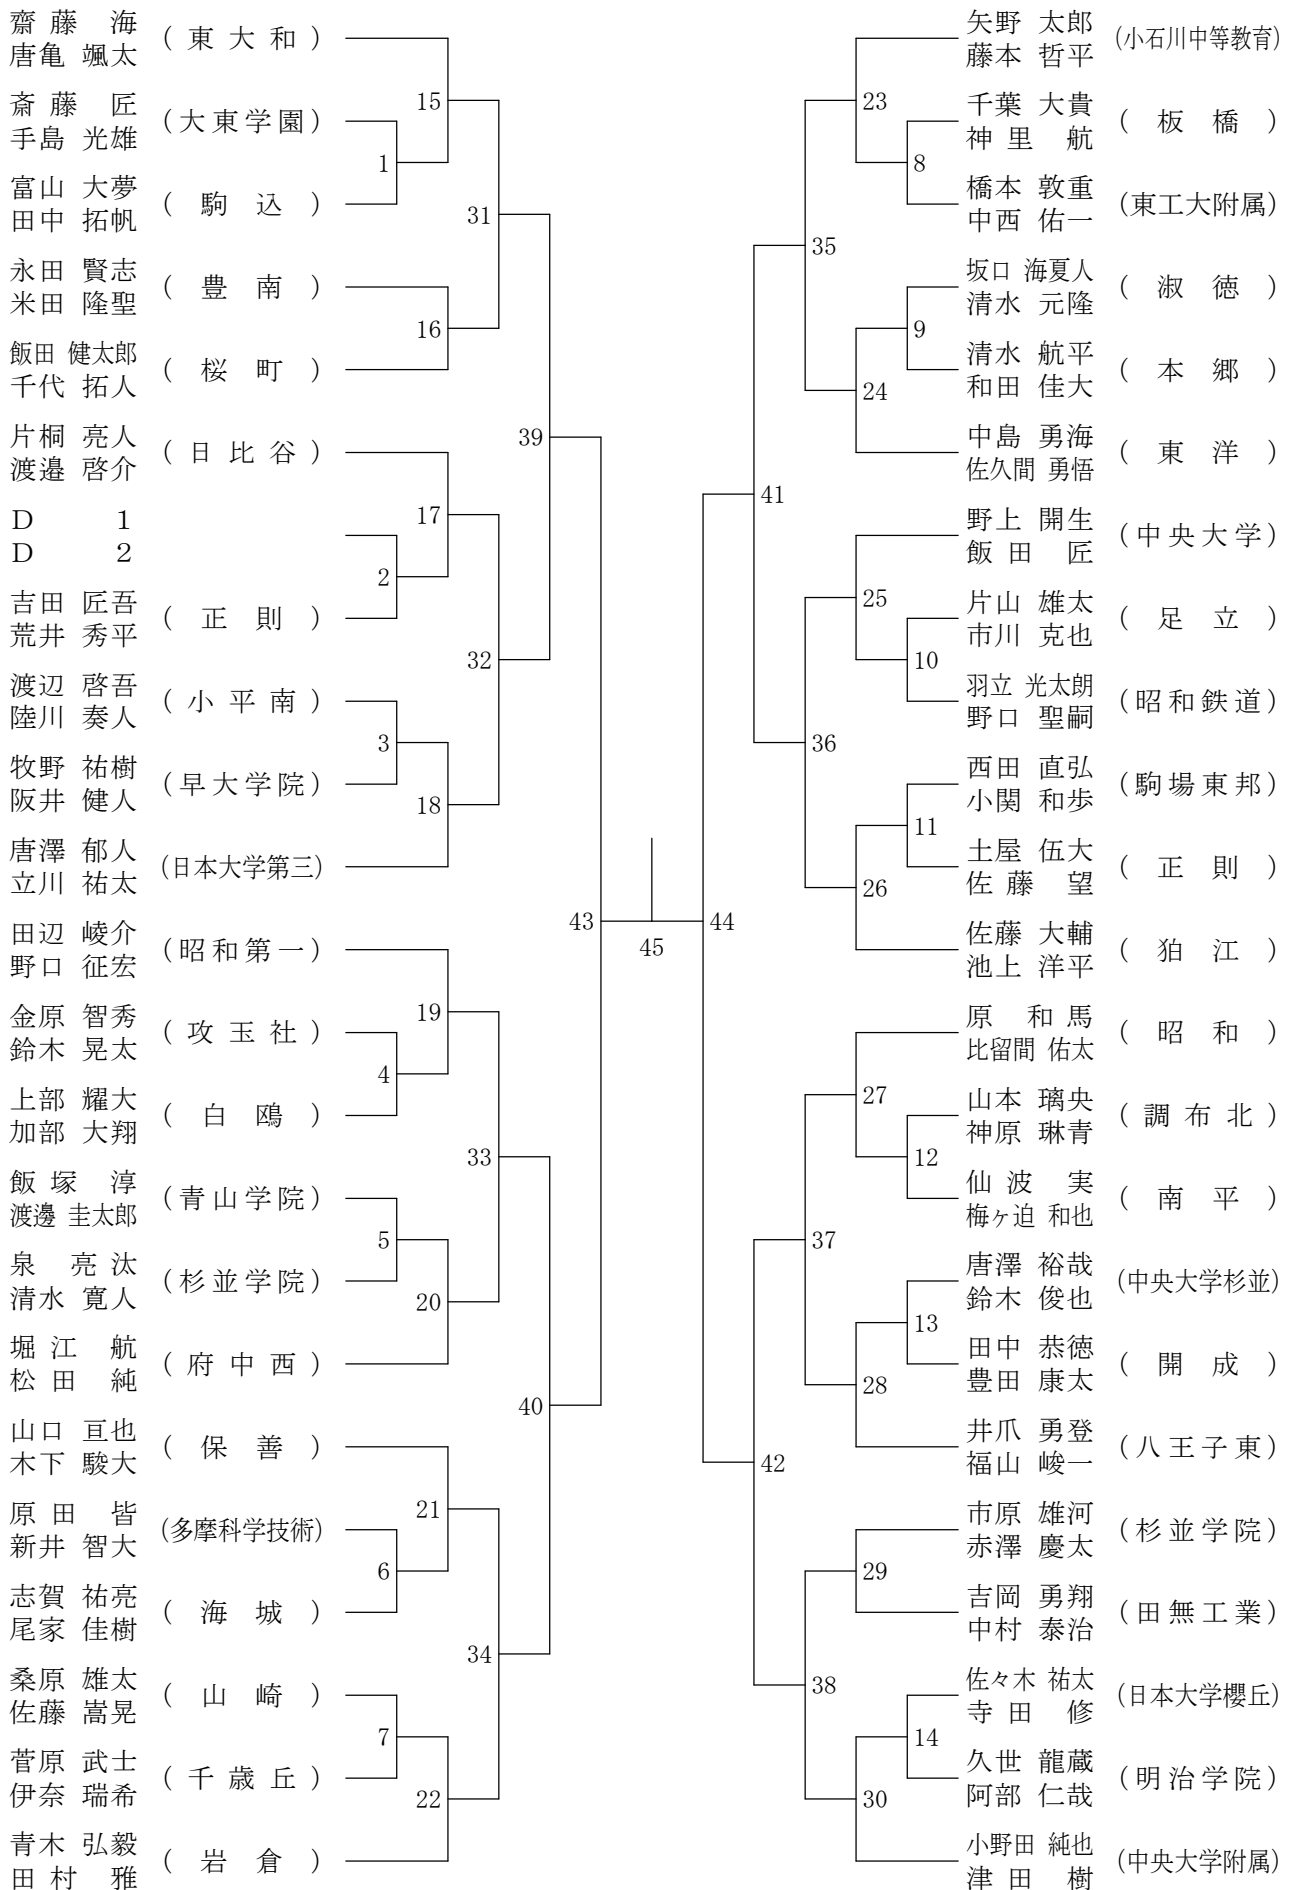 齋藤 海
唐亀 颯太
(東大和)
斎藤 匠
手島 光雄
(大東学園)
富山 大夢
田中 拓帆
(駒込)
永田 賢志
米田 隆聖
(豊南)
飯田 健太郎
千代 拓人
(桜町)
片桐 亮人
渡邉 啓介
(日比谷)
D 1
D 2
吉田 匠吾
荒井 秀平
(正則)
渡辺 啓吾
陸川 奏人
(小平南)
牧野 祐樹
阪井 健人
(早大学院)
唐澤 郁人
立川 祐太
(日本大学第三)
田辺 崚介
野口 征宏
(昭和第一)
金原 智秀
鈴木 晃太
(攻玉社)
上部 耀大
加部 大翔
(白鴎)
飯塚 淳
渡邊 圭太郎
(青山学院)
泉 亮汰
清水 寛人
(杉並学院)
堀江 航
松田 純
(府中西)
山口 亘也
木下 駿大
(保善)
原田 皆
新井 智大
(多摩科学技術)
志賀 祐亮
尾家 佳樹
(海城)
桑原 雄太
佐藤 嵩晃
(山崎)
菅原 武士
伊奈 瑞希
(千歳丘)
青木 弘毅
田村 雅
(岩倉)
1
2
3
4
5
6
7
15
16
17
18
19
20
21
22
31
32
33
34
39
40
43
45
44
41
42
35
36
37
38
23
24
25
26
27
28
29
30
8
9
10
11
12
13
14
矢野 太郎
藤本 哲平
(小石川中等教育)
千葉 大貴
神里 航
(板橋)
橋本 敦重
中西 佑一
(東工大附属)
坂口 海夏人
清水 元隆
(淑徳)
清水 航平
和田 佳大
(本郷)
中島 勇海
佐久間 勇悟
(東洋)
野上 開生
飯田 匠
(中央大学)
片山 雄太
市川 克也
(足立)
羽立 光太朗
野口 聖嗣
(昭和鉄道)
西田 直弘
小関 和歩
(駒場東邦)
土屋 伍大
佐藤 望
(正則)
佐藤 大輔
池上 洋平
(狛江)
原 和馬
比留間 佑太
(昭和)
山本 璃央
神原 琳青
(調布北)
仙波 実
梅ヶ迫 和也
(南平)
唐澤 裕哉
鈴木 俊也
(中央大学杉並)
田中 恭徳
豊田 康太
(開成)
井爪 勇登
福山 峻一
(八王子東)
市原 雄河
赤澤 慶太
(杉並学院)
吉岡 勇翔
中村 泰治
(田無工業)
佐々木 祐太
寺田 修
(日本大学櫻丘)
久世 龍蔵
阿部 仁哉
(明治学院)
小野田 純也
津田 樹
(中央大学附属)